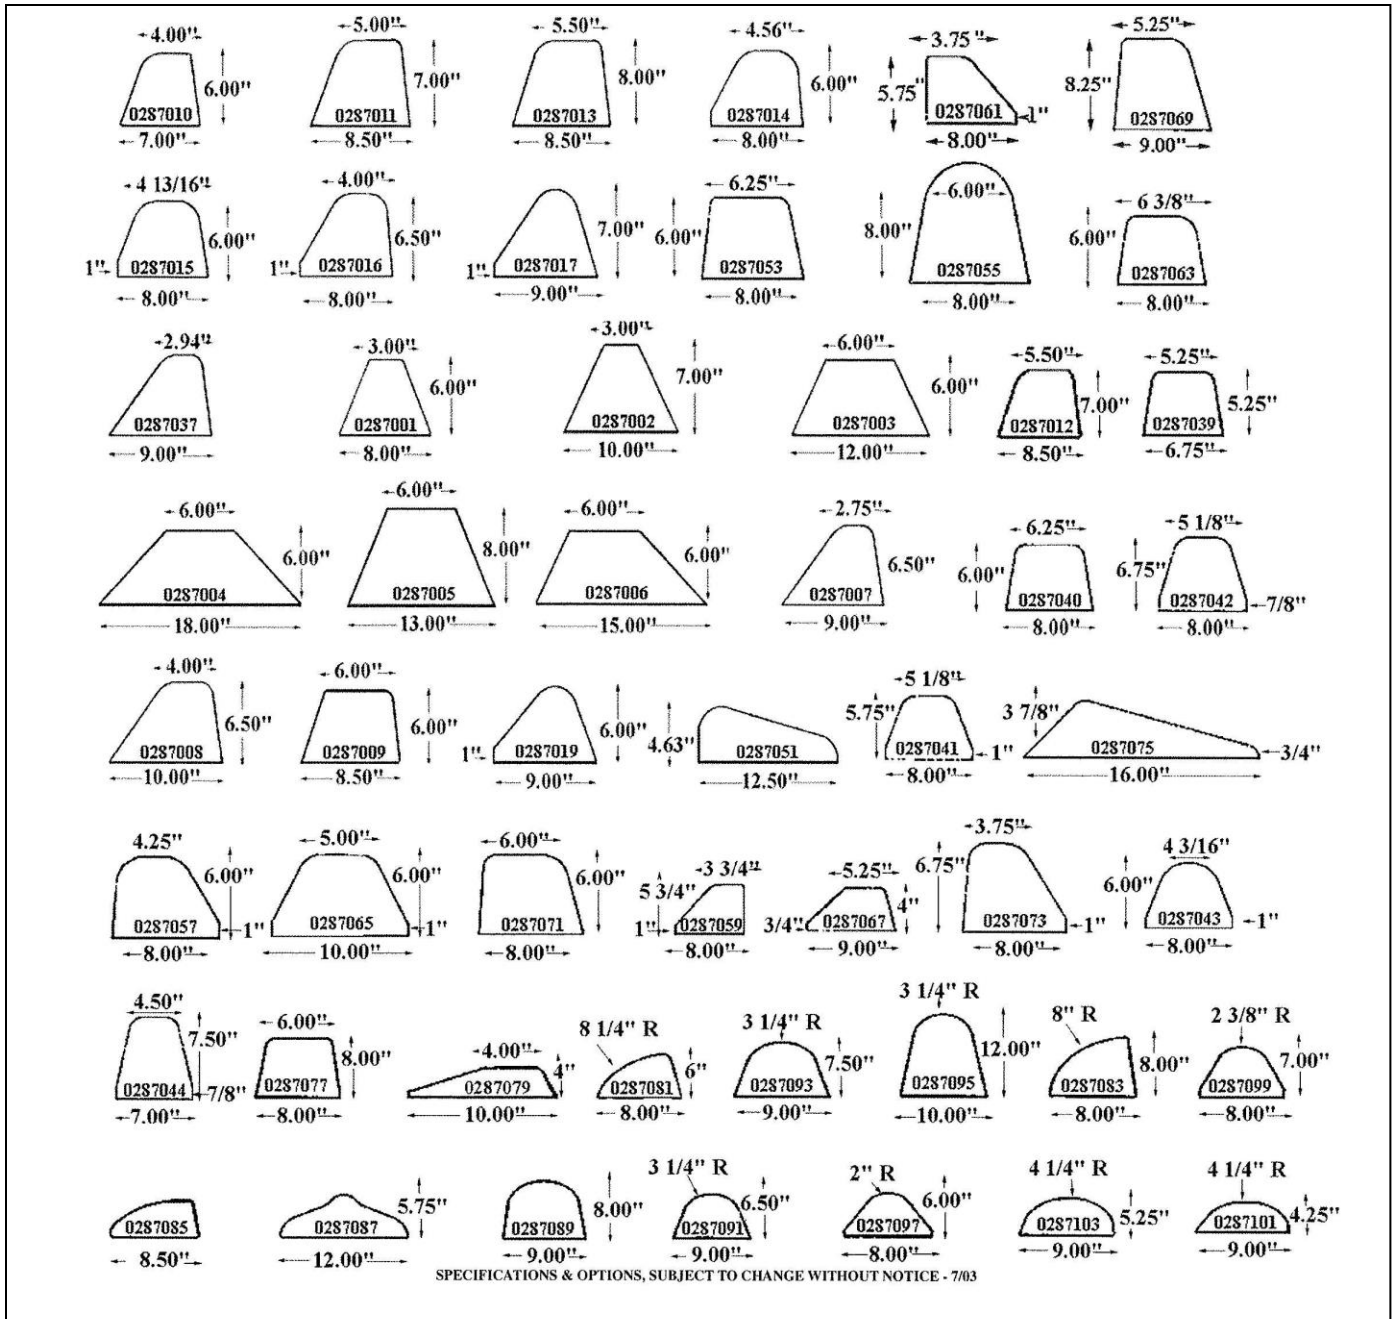 4.00" 5.00" 5.50" 4.56" 3.75" 5.25"
6.00" 7.00" 8.00" 6.00" 5.75" 1" 8.25"
0287010 0287011 0287013 0287014 0287061 0287069
7.00" 8.50" 8.50" 8.00" 8.00" 9.00"
4 13/16" 4.00" 6.25" 6.00" 6 3/8"
6.00" 6.50" 7.00" 6.00" 8.00" 6.00"
1" 0287015 1" 0287016 1" 0287017 0287053 0287055 0287063
8.00" 8.00" 9.00" 8.00" 8.00" 8.00"
2.94" 3.00" 3.00" 6.00" 5.50" 5.25"
6.00" 7.00" 6.00" 7.00" 5.25"
0287037 0287001 0287002 0287003 0287012 0287039
9.00" 8.00" 10.00" 12.00" 8.50" 6.75"
6.00" 6.00" 6.00" 2.75" 6.25" 5 1/8"
6.00" 8.00" 6.00" 6.50" 6.00" 6.75"
0287004 0287005 0287006 0287007 0287040 0287042 7/8"
18.00" 13.00" 15.00" 9.00" 8.00" 8.00"
4.00" 6.00" 5 1/8"
6.50" 6.00" 6.00" 4.63" 5.75" 3 7/8"
0287008 0287009 1" 0287019 0287051 0287041 1" 0287075 3/4"
10.00" 8.50" 9.00" 12.50" 8.00" 16.00"
4.25" 5.00" 6.00" 3 3/4" 5.25" 3.75" 4 3/16"
6.00" 6.00" 6.00" 5 3/4" 4" 6.75" 6.00"
0287057 1" 0287065 1" 0287071 1" 0287059 3/4" 0287067 0287073 1" 0287043 1"
8.00" 10.00" 8.00" 8.00" 9.00" 8.00" 8.00"
4.50" 6.00" 4.00" 8 1/4" R 3 1/4" R 3 1/4" R 8" R 2 3/8" R
7.50" 8.00" 4" 6" 7.50" 12.00" 8.00" 7.00"
0287044 7/8" 0287077 0287079 0287081 0287093 0287095 0287083 0287099
7.00" 8.00" 10.00" 8.00" 9.00" 10.00" 8.00" 8.00"
3 1/4" R 2" R 4 1/4" R 4 1/4" R
5.75" 8.00" 6.50" 6.00" 5.25" 4.25"
0287085 0287087 0287089 0287091 0287097 0287103 0287101
8.50" 12.00" 9.00" 9.00" 8.00" 9.00" 9.00"
SPECIFICATIONS & OPTIONS, SUBJECT TO CHANGE WITHOUT NOTICE - 7/03